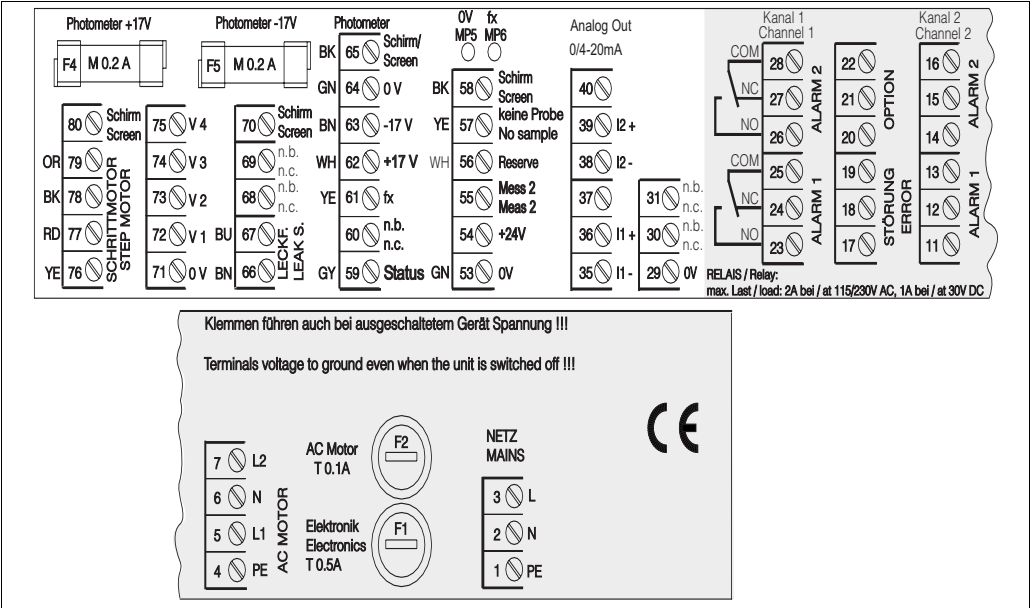 Photometer +17V
F4 M 0.2 A
Photometer -17V
F5 M 0.2 A
80 Schirm
Screen
OR 79
BK 78
RD 77
YE 76
SCHRITTMOTOR
STEP MOTOR
75 V 4
74 V 3
73 V 2
72 V 1
71 0 V
70 Schirm
Screen
69 n.b.
n.c.
68 n.b.
n.c.
BU 67
BN 66
LECKF.
LEAK S.
Photometer
BK 65 Schirm/
Screen
GN 64 0 V
BN 63 -17 V
WH 62 +17 V
YE 61 fx
60 n.b.
n.c.
GY 59 Status
0V fx
MP5 MP6
BK 58 Schirm
Screen
YE 57 keine Probe
No sample
WH 56 Reserve
55 Mess 2
Meas 2
54 +24V
GN 53 0V
Analog Out
0/4-20mA
40
39 I2 +
38 I2 -
37
36 I1 +
35 I1 -
31 n.b.
n.c.
30 n.b.
n.c.
29 0V
Kanal 1
Channel 1
COM 28
NC 27
NO 26
ALARM 2
COM 25
NC 24
NO 23
ALARM 1
22
21
20
OPTION
19
18
17
STÖRUNG
ERROR
Kanal 2
Channel 2
16
15
14
ALARM 2
13
12
11
ALARM 1
RELAIS / Relay:
max. Last / load: 2A bei / at 115/230V AC, 1A bei / at 30V DC
Klemmen führen auch bei ausgeschaltetem Gerät Spannung !!!
Terminals voltage to ground even when the unit is switched off !!!
7 L2
6 N
5 L1
4 PE
AC MOTOR
AC Motor
T 0.1A
F2
Elektronik
Electronics
T 0.5A
F1
NETZ
MAINS
3 L
2 N
1 PE
CE